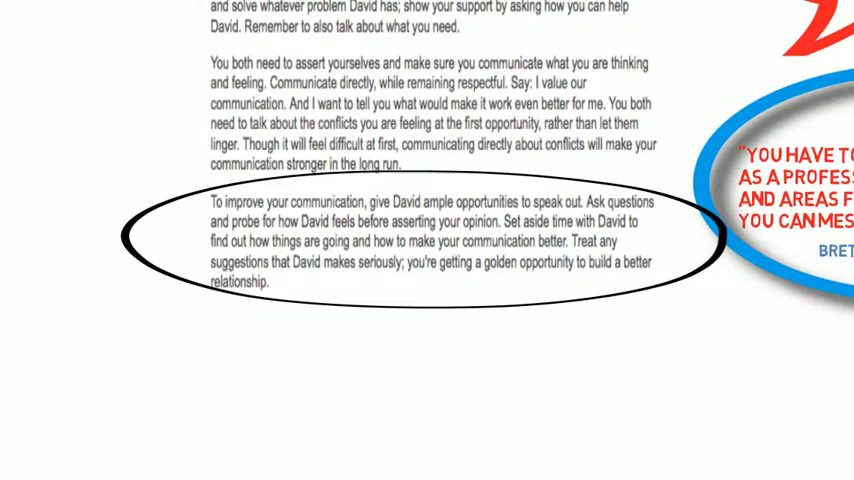 and solve whatever problem David has; show your support by asking how you can help
David. Remember to also talk about what you need.
You both need to assert yourselves and make sure you communicate what you are thinking
and feeling. Communicate directly, while remaining respectful. Say: I value our
communication. And I want to tell you what would make it work even better for me. You both
need to talk about the conflicts you are feeling at the first opportunity, rather than let them
linger. Though it will feel difficult at first, communicating directly about conflicts will make your
communication stronger in the long run.
To improve your communication, give David ample opportunities to speak out. Ask questions
and probe for how David feels before asserting your opinion. Set aside time with David to
find out how things are going and how to make your communication better. Treat any
suggestions that David makes seriously; you're getting a golden opportunity to build a better
relationship.
"YOU HAVE TO
AS A PROFES
AND AREAS F
YOU CAN MES
BRET